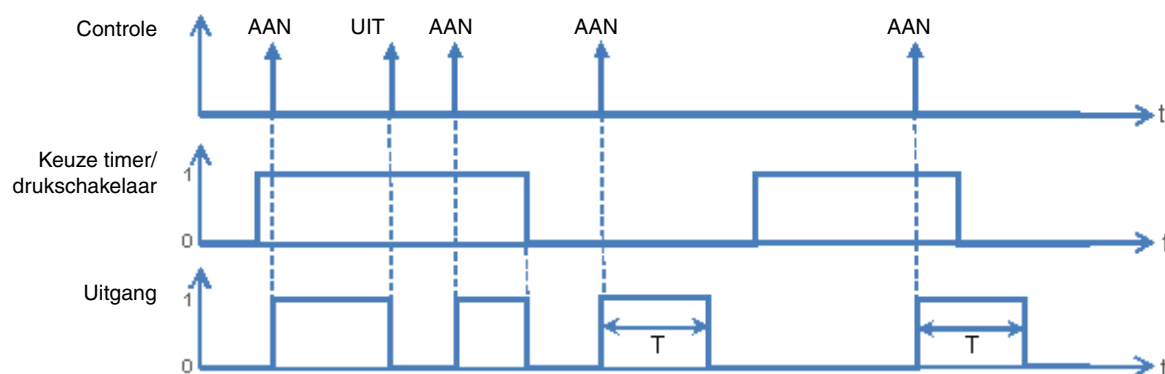 Controle
AAN UIT AAN AAN AAN
t
Keuze timer/
drukschakelaar
1
0
t
Uitgang
1
T T
0
t